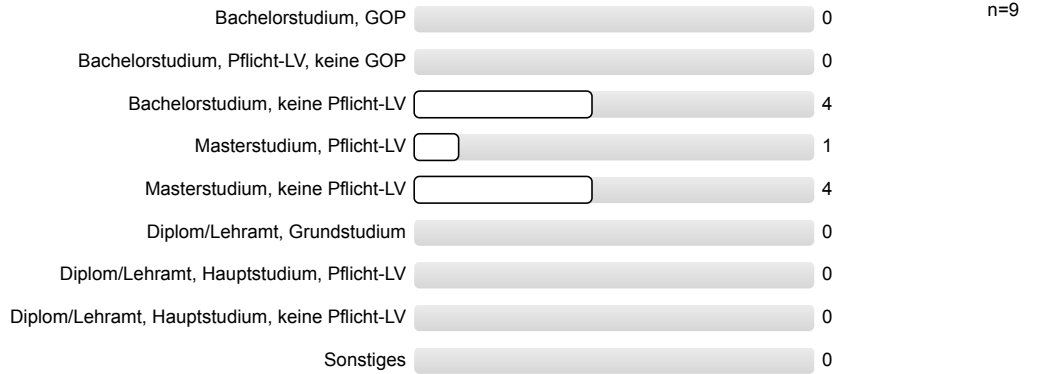 Bachelorstudium, GOP 0 n=9
Bachelorstudium, Pflicht-LV, keine GOP 0
Bachelorstudium, keine Pflicht-LV 4
Masterstudium, Pflicht-LV 1
Masterstudium, keine Pflicht-LV 4
Diplom/Lehramt, Grundstudium 0
Diplom/Lehramt, Hauptstudium, Pflicht-LV 0
Diplom/Lehramt, Hauptstudium, keine Pflicht-LV 0
Sonstiges 0